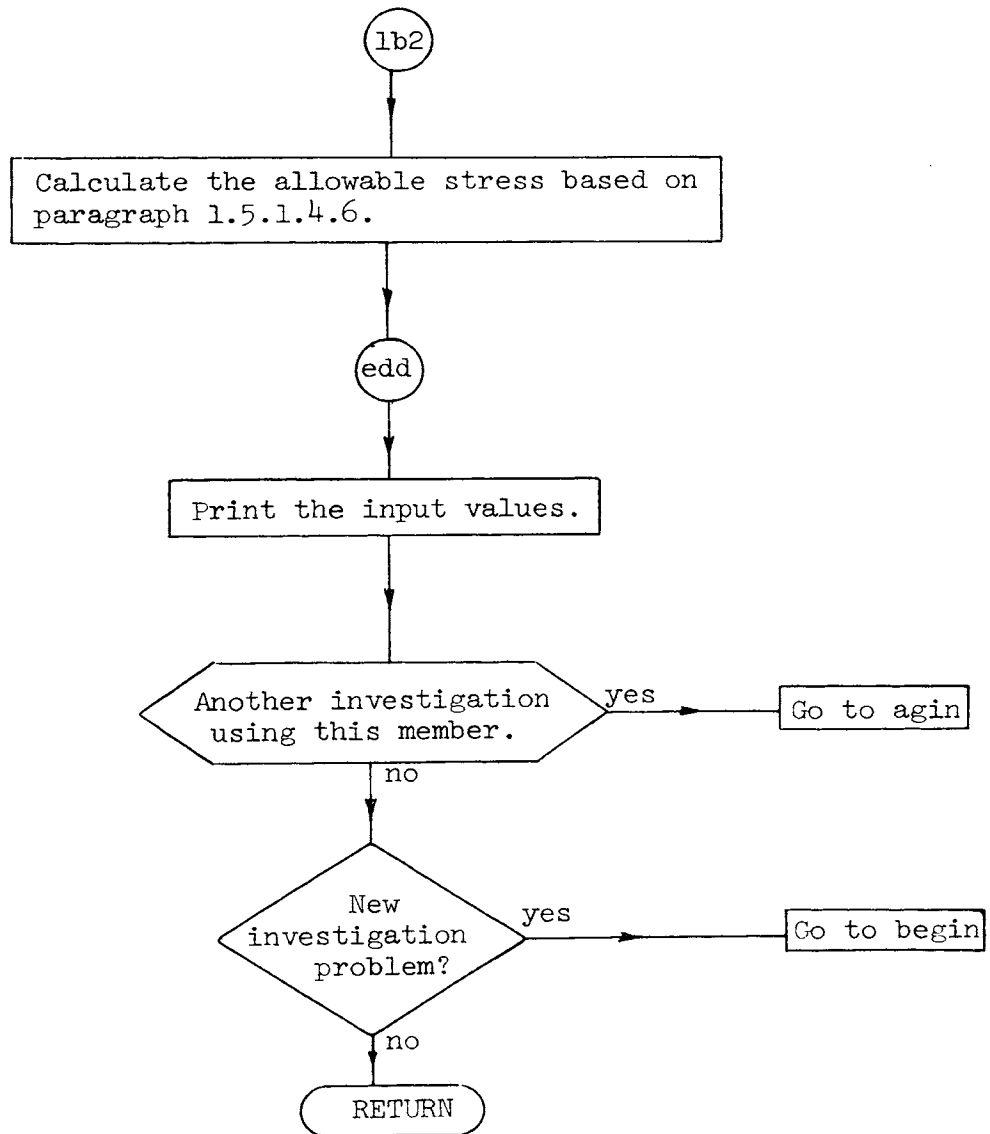 lb2
Calculate the allowable stress based on
paragraph 1.5.1.4.6.
edd
Print the input values.
Another investigation
using this member.
yes
Go to agin
no
New
investigation
problem?
yes
Go to begin
no
RETURN